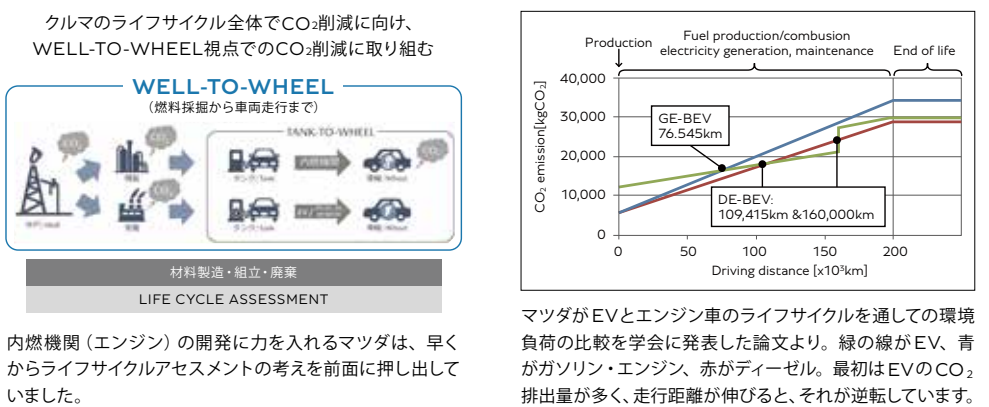 クルマのライフサイクル全体でCO₂削減に向け、
WELL-TO-WHEEL視点でのCO₂削減に取り組む
WELL-TO-WHEEL
(燃料採掘から車両走行まで)
TANK-TO-WHEEL
CO₂
CO₂
CO₂
CO₂
内燃機関
材料製造・組立・廃棄
LIFE CYCLE ASSESSMENT
内燃機関（エンジン）の開発に力を入れるマツダは、早く
からライフサイクルアセスメントの考えを前面に押し出して
いました。
Production
Fuel production/combusion
electricity generation, maintenance
End of life
CO₂ emission[kgCO₂]
40,000
30,000
20,000
10,000
0
GE-BEV
76.545km
DE-BEV:
109,415km &160,000km
0
50
100
150
200
Driving distance [x10³km]
マツダがEVとエンジン車のライフサイクルを通しての環境
負荷の比較を学会に発表した論文より。緑の線がEV、青
がガソリン・エンジン、赤がディーゼル。最初はEVのCO₂
排出量が多く、走行距離が伸びると、それが逆転しています。